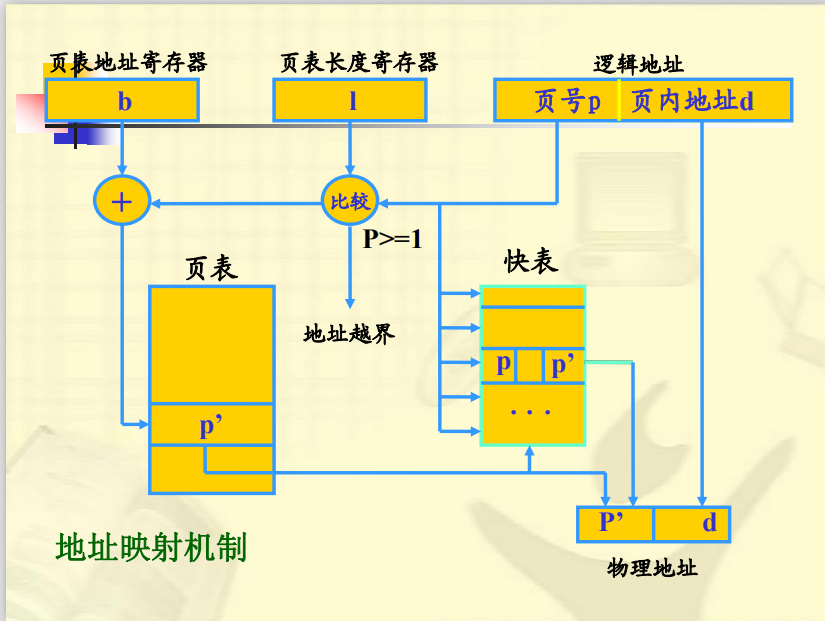 页表地址寄存器
页表长度寄存器
逻辑地址
b
l
页号p
页内地址d
+
比较
P>=1
页表
快表
地址越界
p
p’
. . .
p’
P’
d
地址映射机制
物理地址